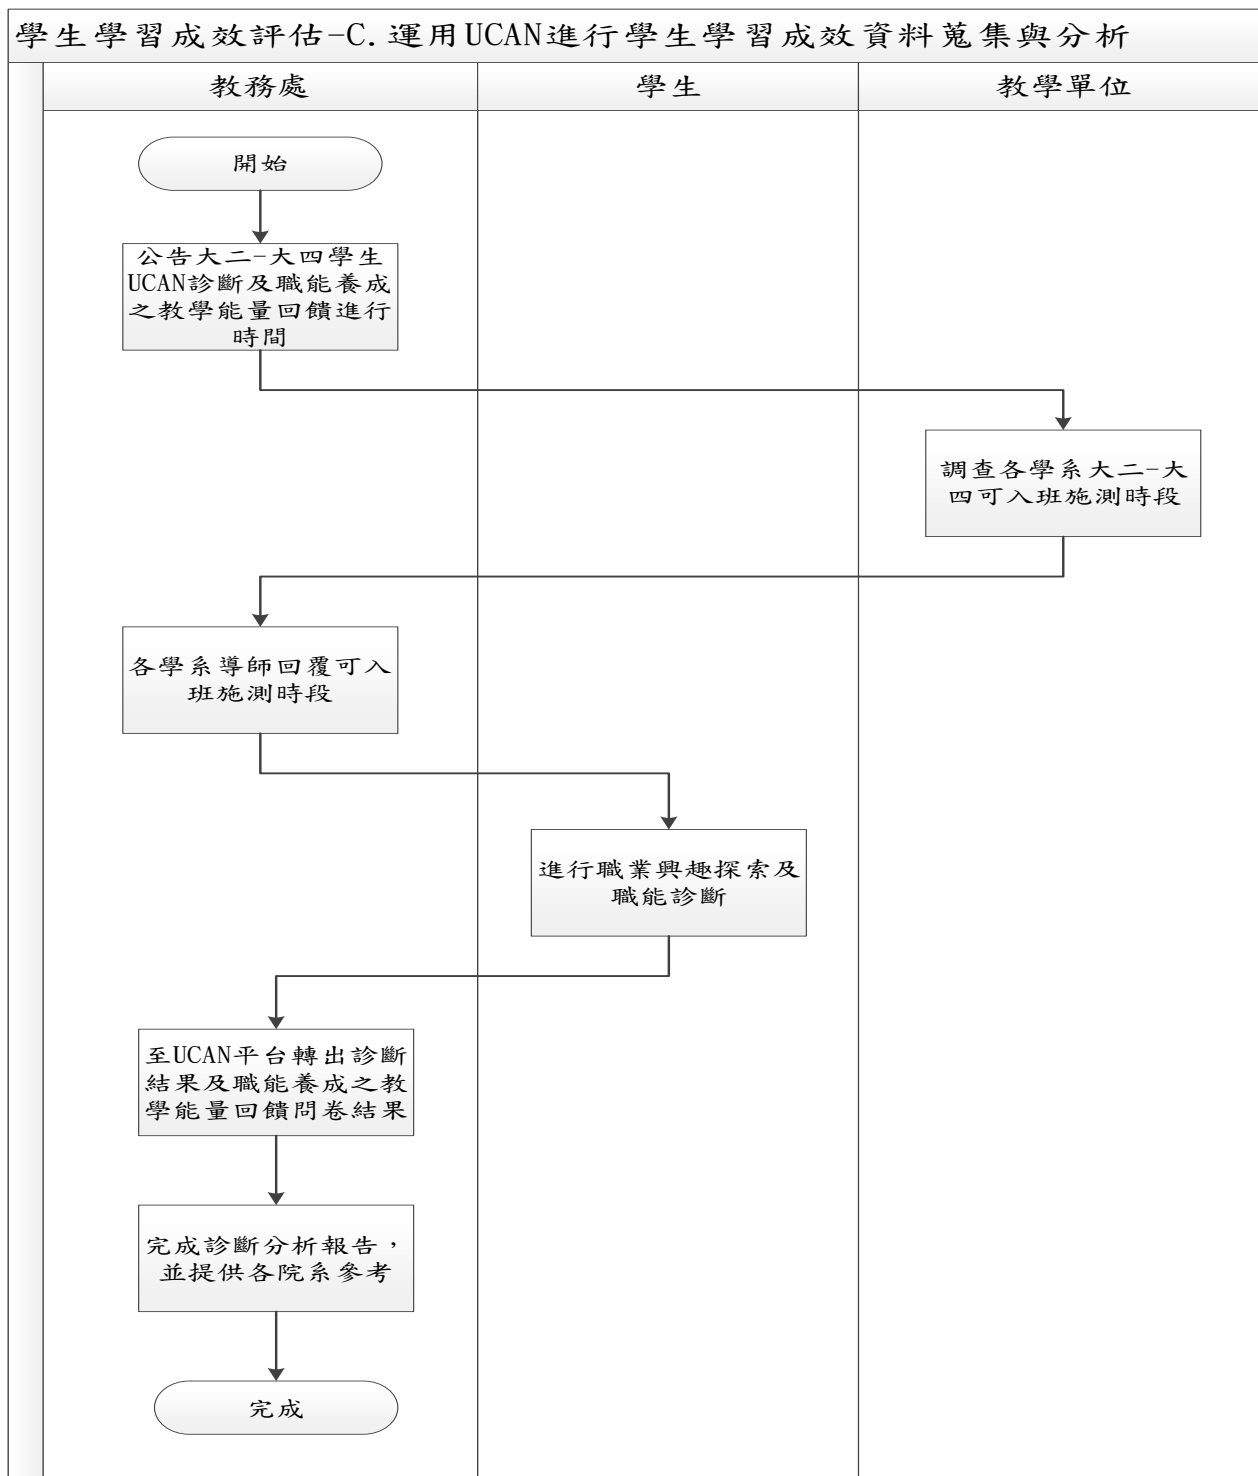 學生學習成效評估-C.運用UCAN進行學生學習成效資料蒐集與分析
教務處
學生
教學單位
開始
公告大二-大四學生
UCAN診斷及職能養成
之教學能量回饋進行
時間
調查各學系大二-大
四可入班施測時段
各學系導師回覆可入
班施測時段
進行職業興趣探索及
職能診斷
至UCAN平台轉出診斷
結果及職能養成之教
學能量回饋問卷結果
完成診斷分析報告，
並提供各院系參考
完成